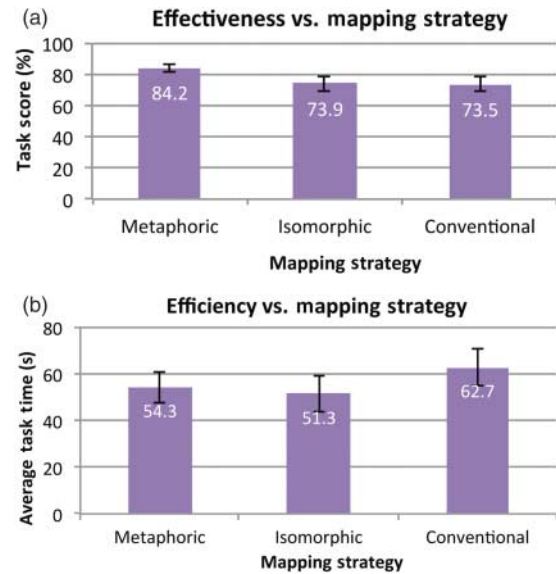 (a) Effectiveness vs. mapping strategy
Task score (%)
100
80
60
40
20
0
84.2
73.9
73.5
Metaphoric Isomorphic Conventional
Mapping strategy
(b) Efficiency vs. mapping strategy
Average task time (s)
80
60
40
20
0
54.3
51.3
62.7
Metaphoric Isomorphic Conventional
Mapping strategy